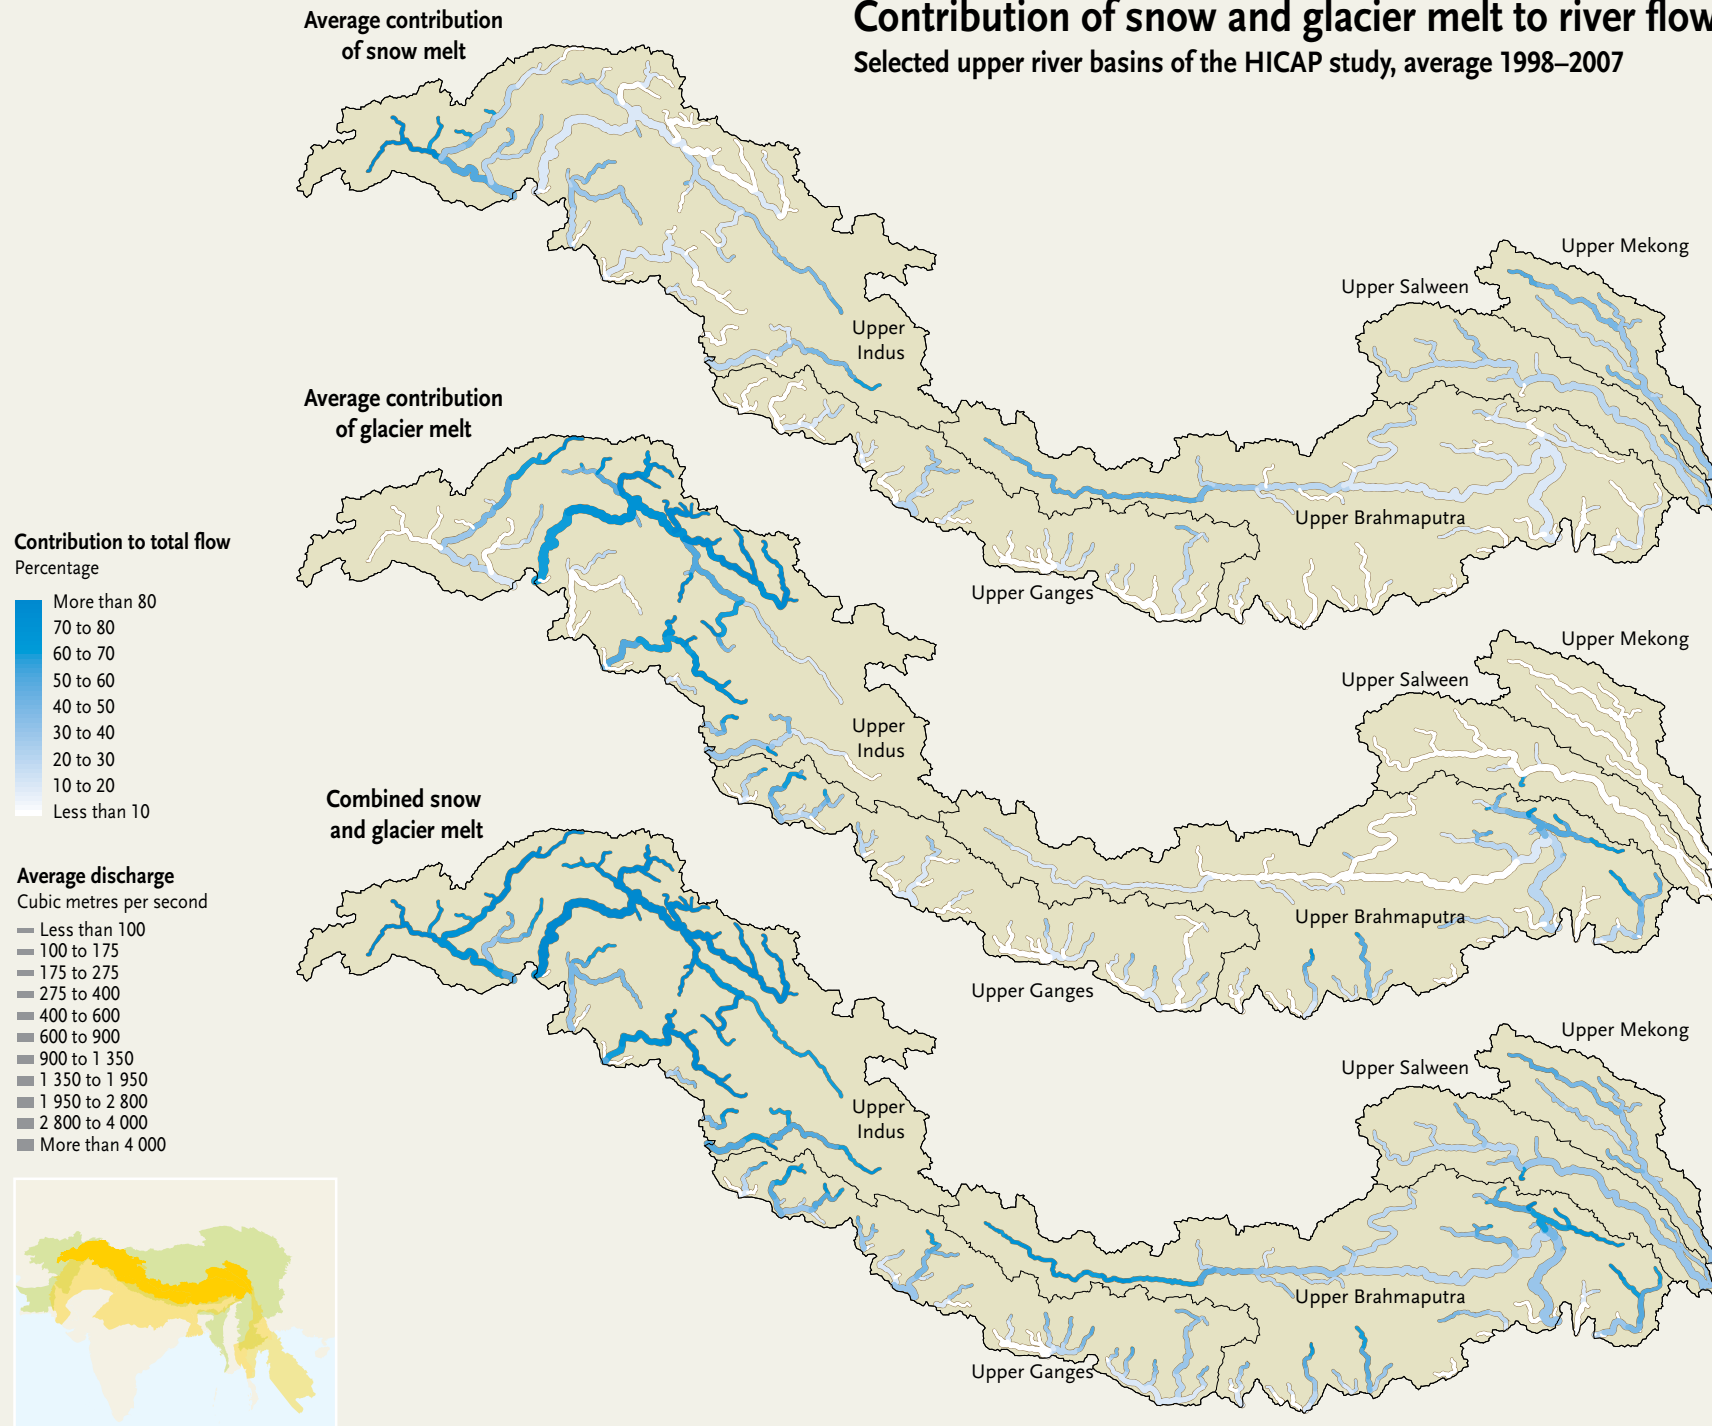 Contribution of snow and glacier melt to river flow
Selected upper river basins of the HICAP study, average 1998–2007
Average contribution
of snow melt
Upper Mekong
Upper Salween
Upper
Indus
Upper Brahmaputra
Upper Ganges
Average contribution
of glacier melt
Upper Mekong
Upper Salween
Upper
Indus
Upper Brahmaputra
Upper Ganges
Combined snow
and glacier melt
Upper Mekong
Upper Salween
Upper
Indus
Upper Brahmaputra
Upper Ganges
Contribution to total flow
Percentage
More than 80
70 to 80
60 to 70
50 to 60
40 to 50
30 to 40
20 to 30
10 to 20
Less than 10
Average discharge
Cubic metres per second
Less than 100
100 to 175
175 to 275
275 to 400
400 to 600
600 to 900
900 to 1 350
1 350 to 1 950
1 950 to 2 800
2 800 to 4 000
More than 4 000